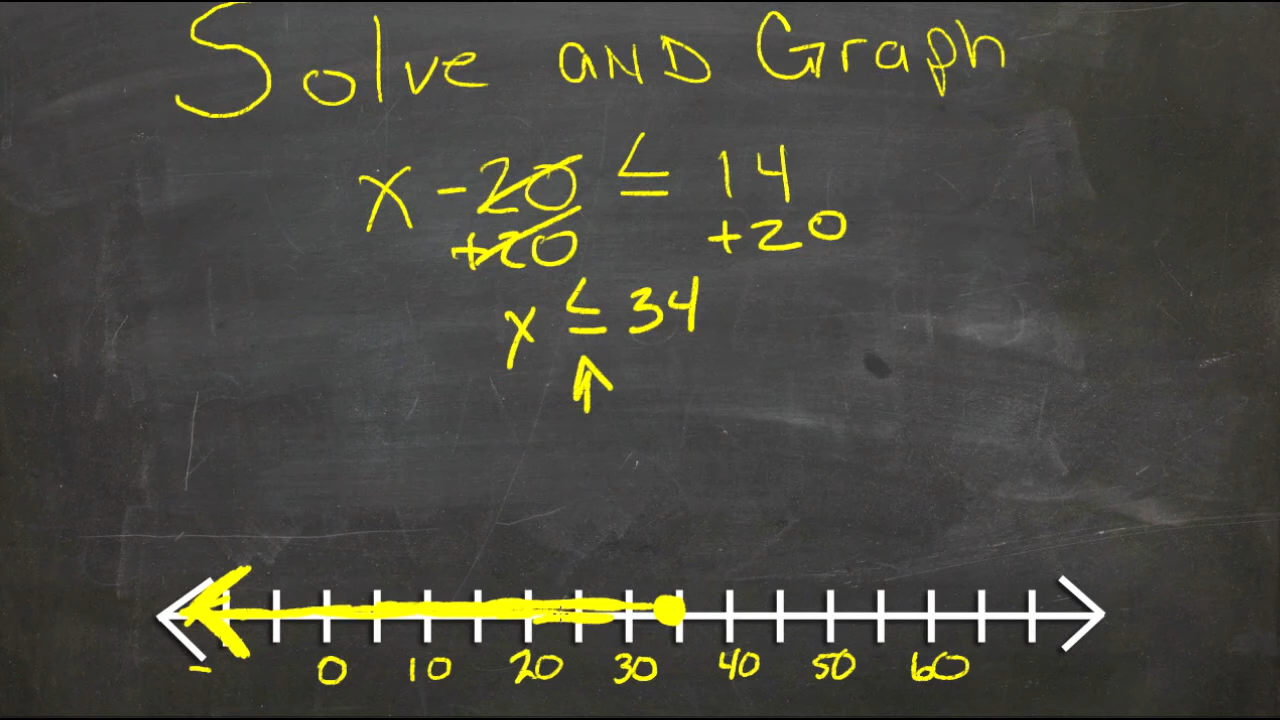 Solve AND Graph
x - 20 ≤ 14
+20 +20
x ≤ 34
- 0 10 20 30 40 50 60